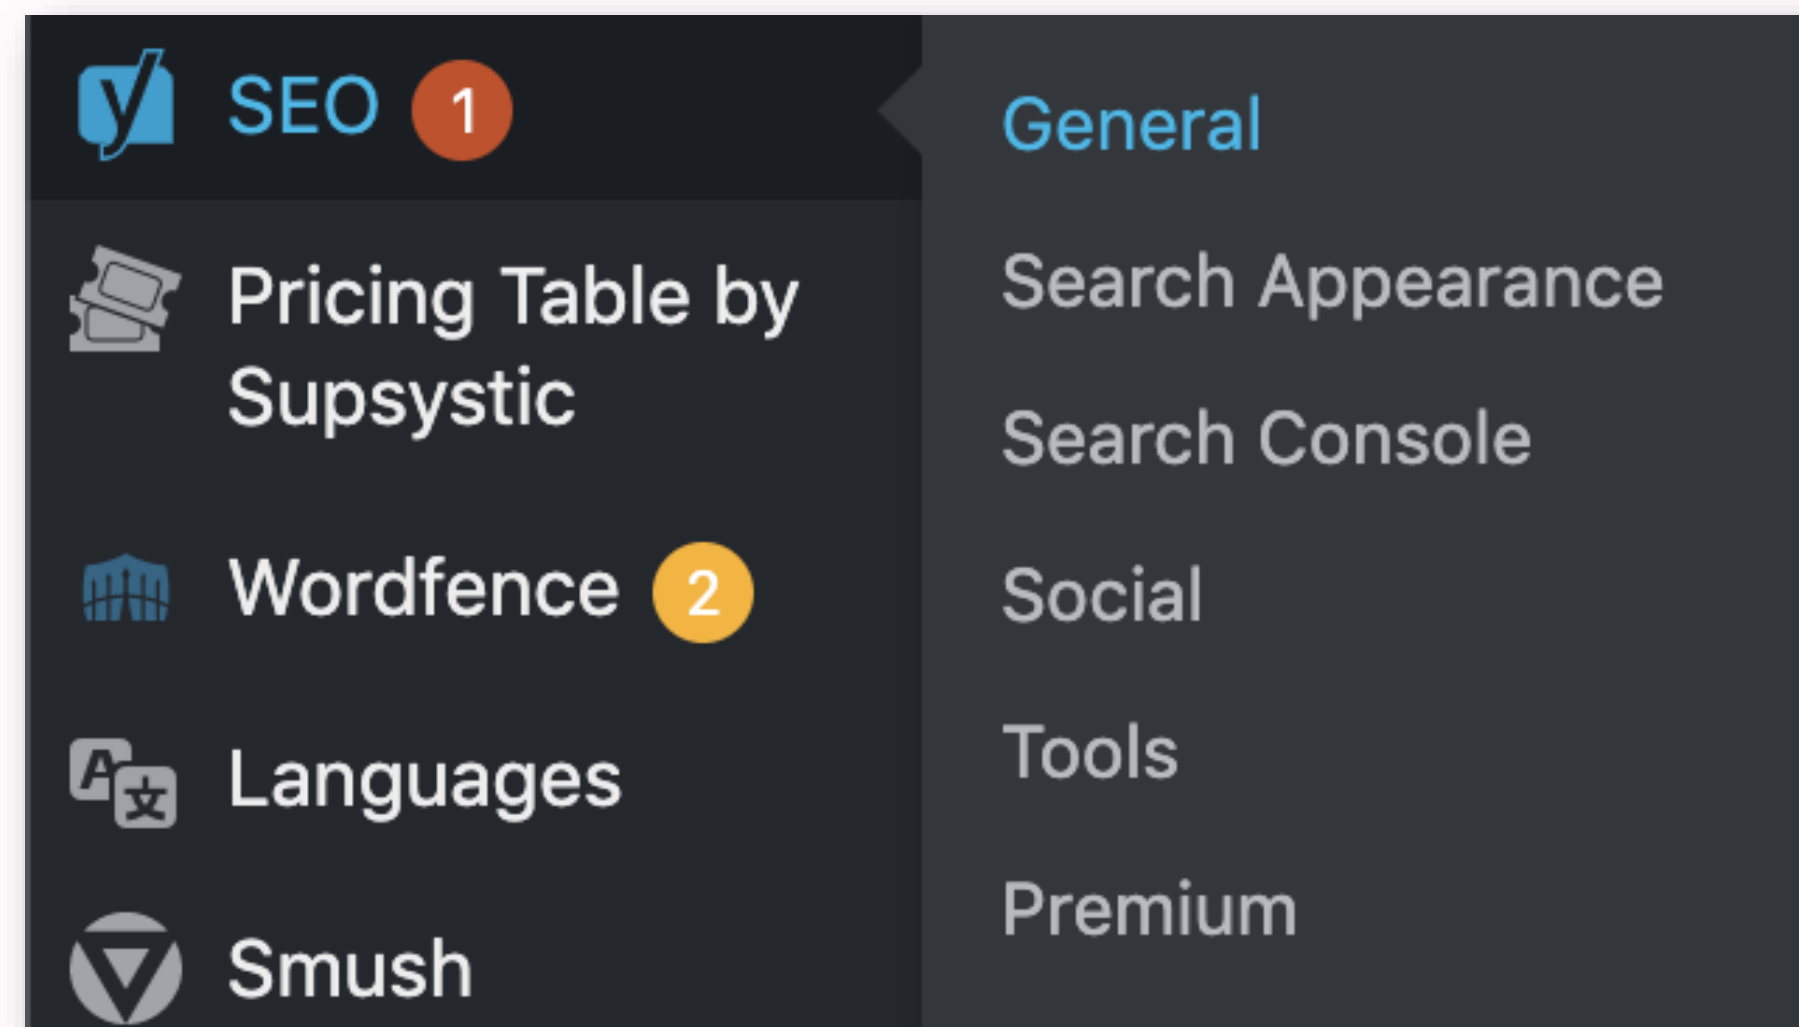 SEO 1
Pricing Table by
Supsystic
Wordfence 2
Languages
Smush
General
Search Appearance
Search Console
Social
Tools
Premium